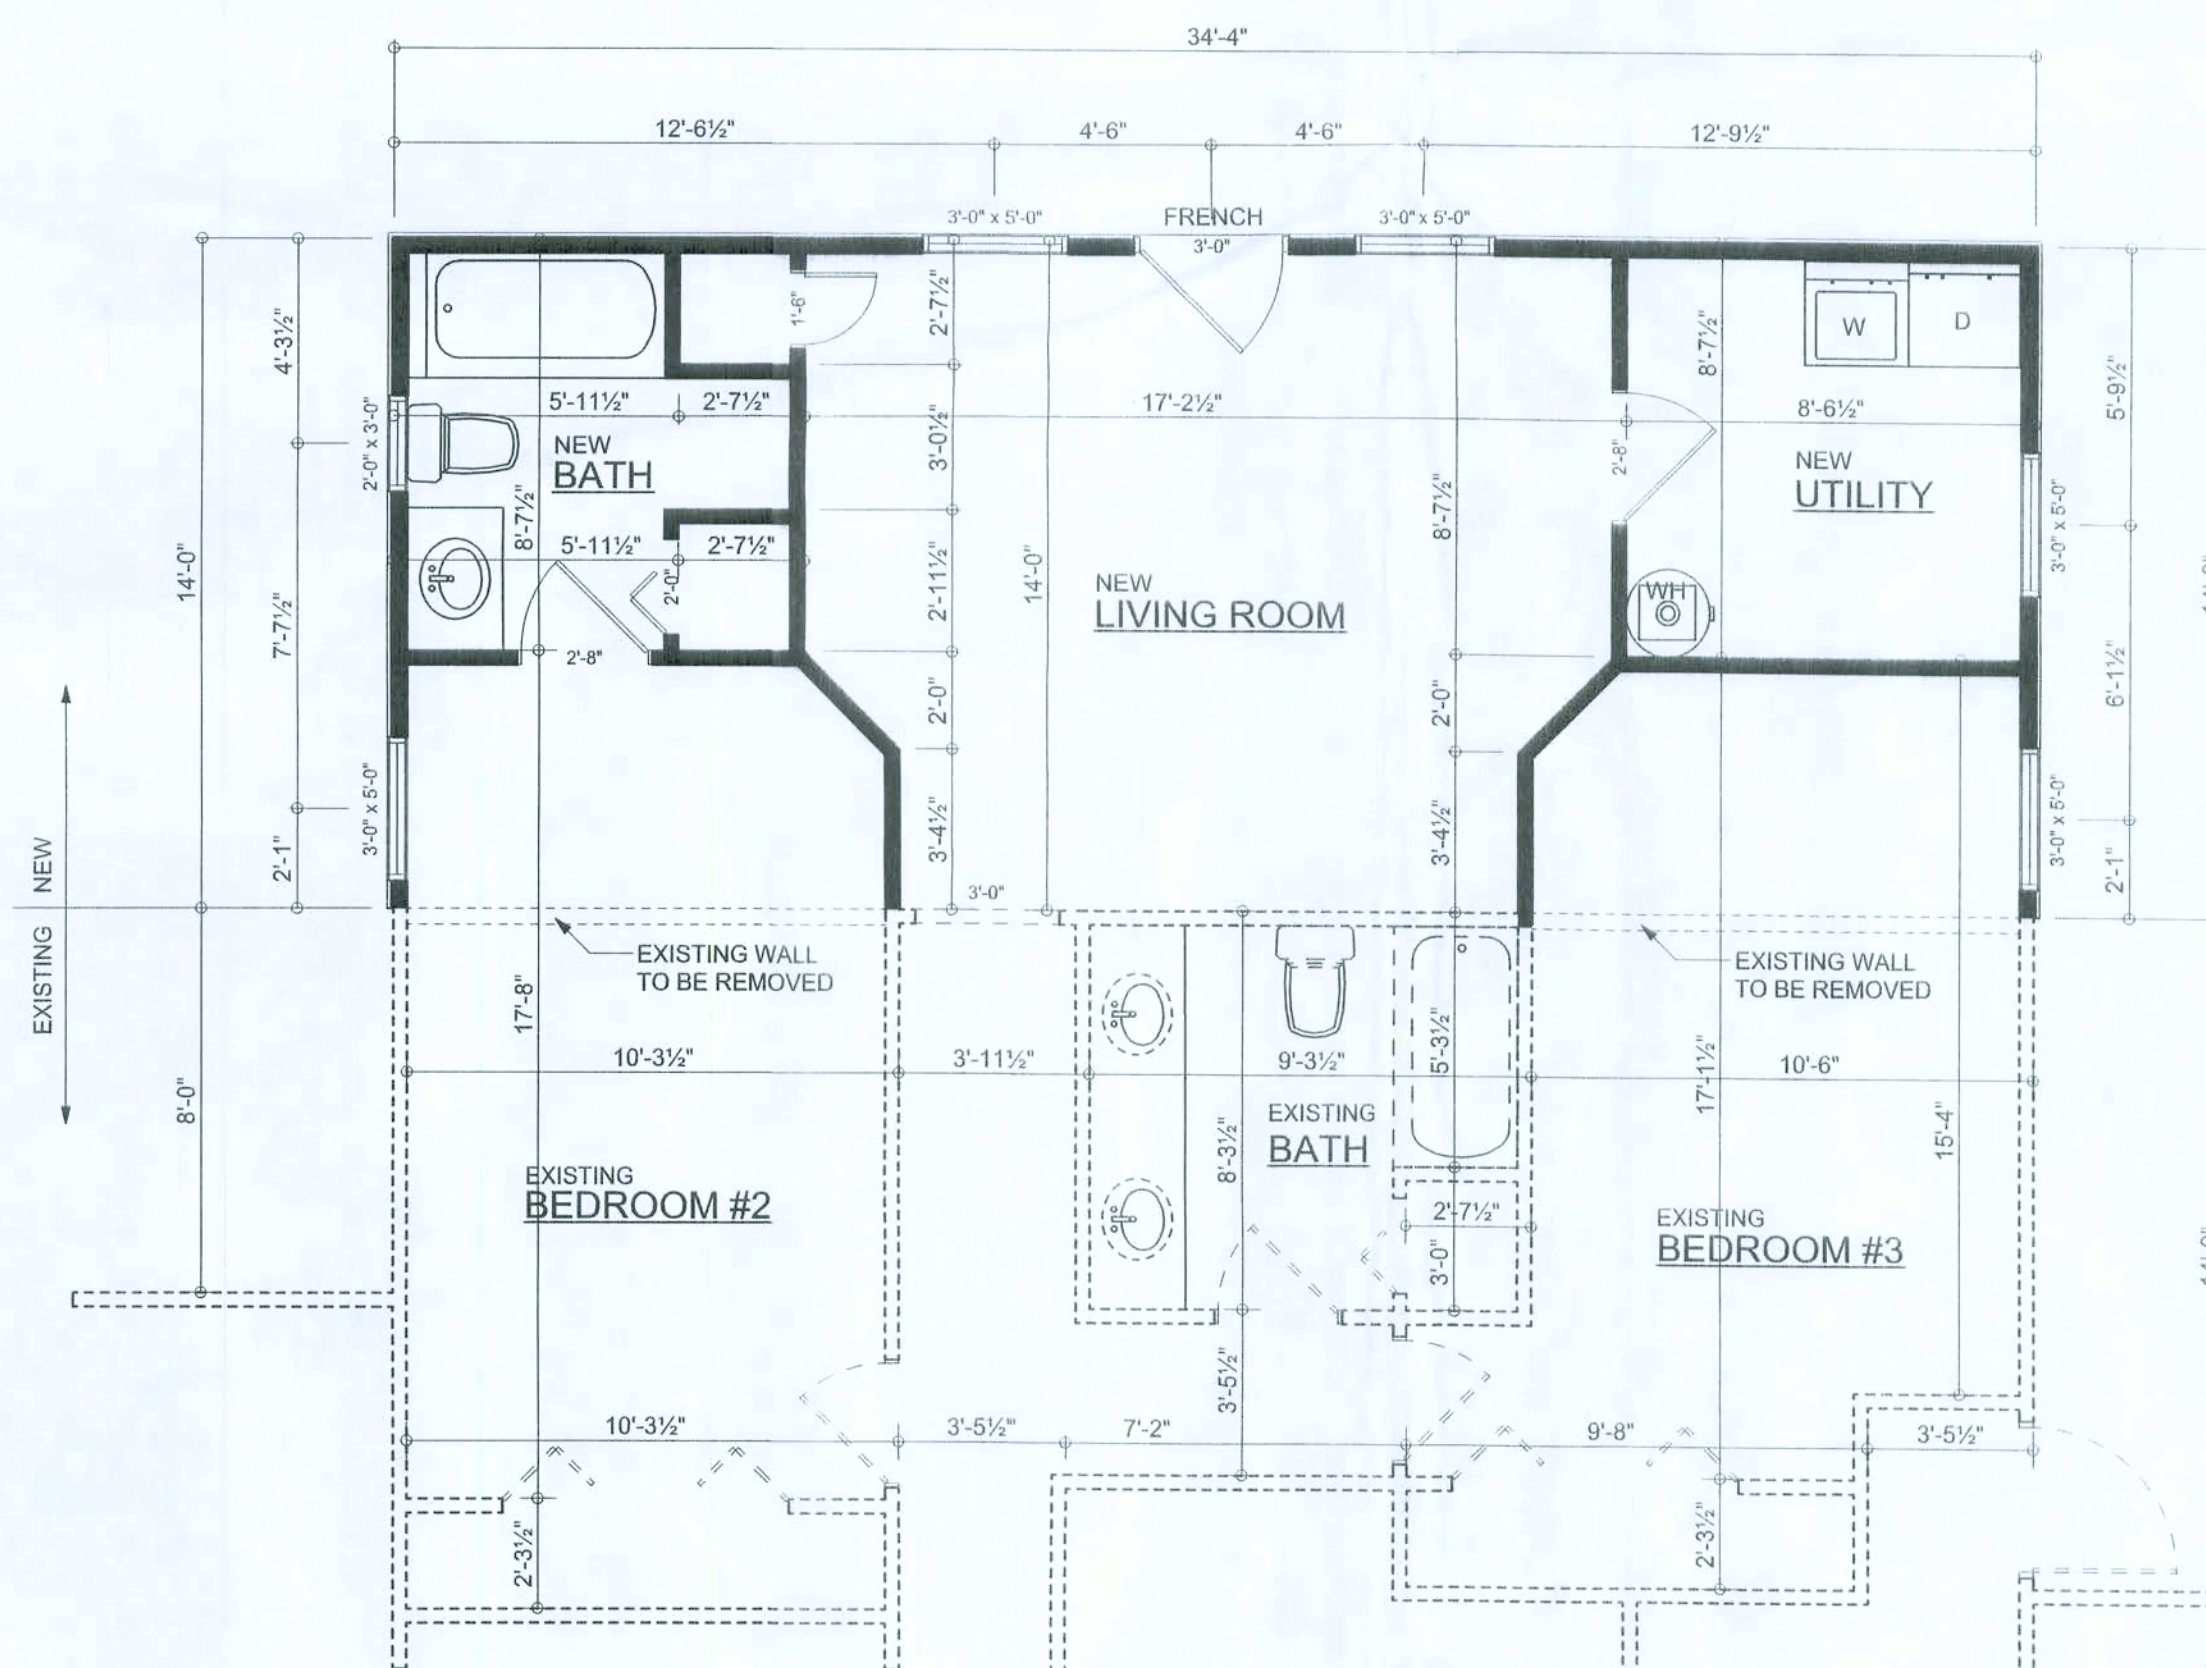 34'-4"
12'-6½"
4'-6"
4'-6"
12'-9½"
3'-0" x 5'-0"
FRENCH
3'-0"
3'-0" x 5'-0"
4'-3½"
7'-7½"
2'-1"
14'-0"
8'-0"
NEW
EXISTING
2'-0" x 3'-0"
3'-0" x 5'-0"
1'-6"
5'-11½"
2'-7½"
NEW
BATH
8'-7½"
5'-11½"
2'-7½"
2'-0"
2'-8"
2'-7½"
3'-0½"
2'-11½"
2'-0"
3'-4½"
3'-0"
14'-0"
17'-2½"
NEW
LIVING ROOM
8'-7½"
2'-0"
3'-4½"
8'-7½"
W
D
8'-6½"
2'-8"
NEW
UTILITY
WH
5'-9½"
6'-1½"
2'-1"
3'-0" x 5'-0"
3'-0" x 5'-0"
EXISTING WALL
TO BE REMOVED
EXISTING WALL
TO BE REMOVED
17'-8"
10'-3½"
3'-11½"
9'-3½"
5'-3½"
17'-1½"
10'-6"
15'-4"
EXISTING
BATH
8'-3½"
EXISTING
BEDROOM #2
2'-7½"
3'-0"
EXISTING
BEDROOM #3
3'-5½"
10'-3½"
3'-5½'"
7'-2"
9'-8"
3'-5½"
2'-3½"
2'-3½"